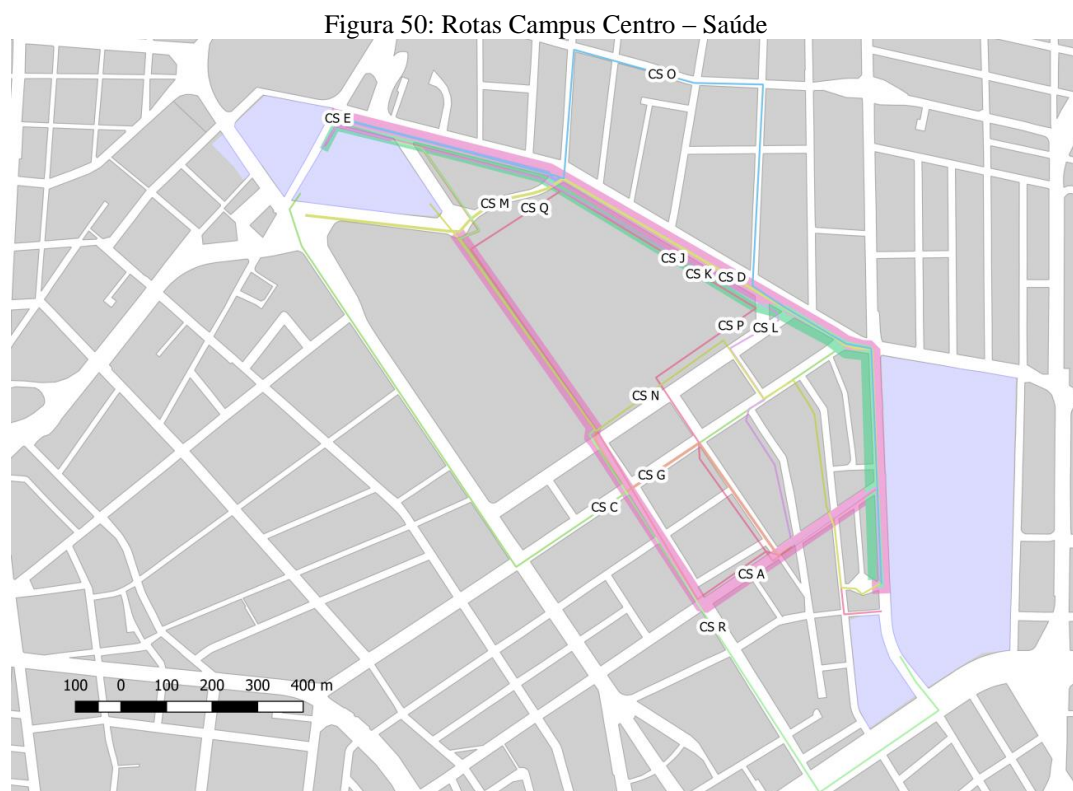 Figura 50: Rotas Campus Centro – Saúde
CS O
CS E
CS M
CS Q
CS J
CS K
CS D
CS P
CS L
CS N
CS G
CS C
CS A
CS R
100 0 100 200 300 400 m